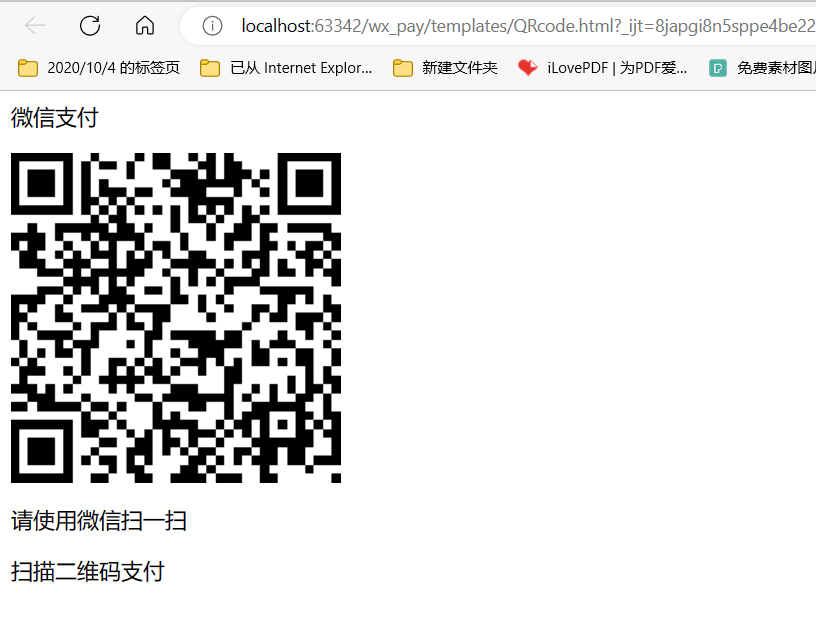 localhost:63342/wx_pay/templates/QRcode.html?_ijt=8japgi8n5sppe4be22
2020/10/4 的标签页 已从 Internet Explor... 新建文件夹 iLovePDF | 为PDF爱... 免费素材图
微信支付
请使用微信扫一扫
扫描二维码支付